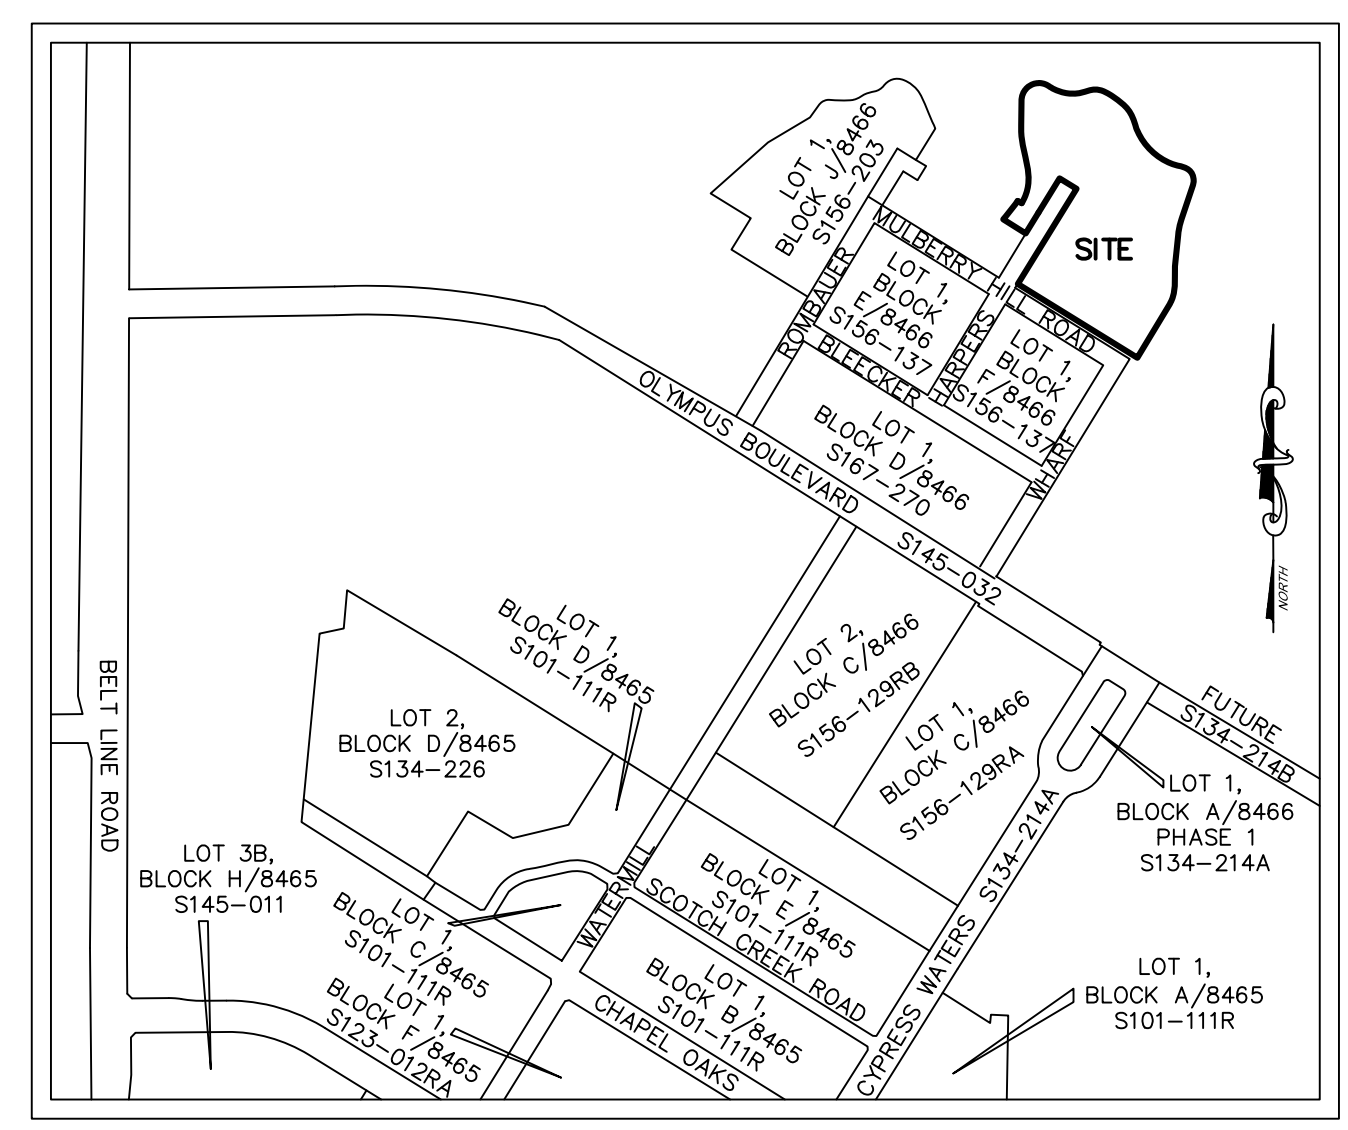 LOT 1,
BLOCK J/8466
S156-203
SITE
MULBERRY HILL ROAD
ROMBAUER
LOT 1,
BLOCK
E/8466
S156-137
HARPERS
LOT 1,
BLOCK
F/8466
S156-137
BLEECKER
WHARF
LOT 1,
BLOCK D/8466
S167-270
OLYMPUS BOULEVARD S145-032
NORTH
LOT 1,
BLOCK D/8465
S101-111R
LOT 2,
BLOCK C/8466
S156-129RB
LOT 1,
BLOCK C/8466
S156-129RA
FUTURE
S134-214B
BELT LINE ROAD
LOT 2,
BLOCK D/8465
S134-226
LOT 1,
BLOCK A/8466
PHASE 1
S134-214A
LOT 3B,
BLOCK H/8465
S145-011
WATERMILL
LOT 1,
BLOCK E/8465
S101-111R
SCOTCH CREEK ROAD
CYPRESS WATERS S134-214A
LOT 1,
BLOCK C/8465
S101-111R
LOT 1,
BLOCK B/8465
S101-111R
LOT 1,
BLOCK A/8465
S101-111R
LOT 1,
BLOCK F/8465
S123-012RA
CHAPEL OAKS